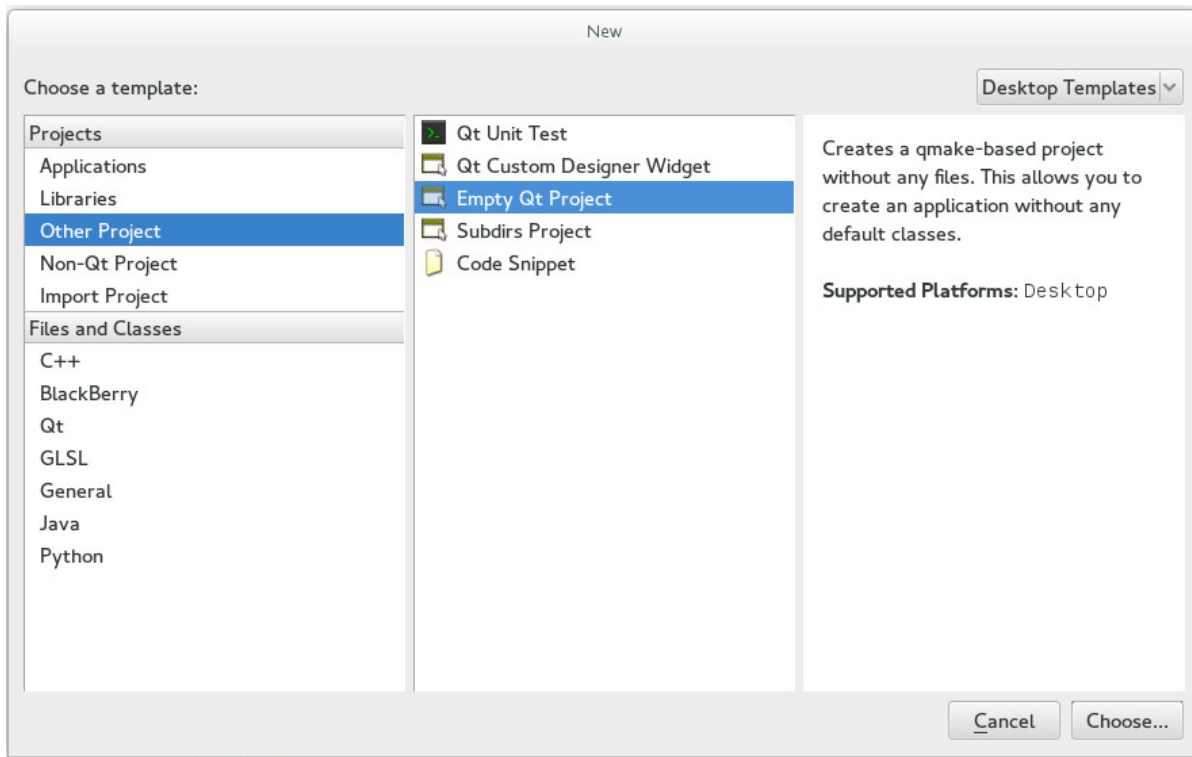 New
Choose a template:
Desktop Templates
Projects
Applications
Libraries
Other Project
Non-Qt Project
Import Project
Files and Classes
C++
BlackBerry
Qt
GLSL
General
Java
Python
Qt Unit Test
Qt Custom Designer Widget
Empty Qt Project
Subdirs Project
Code Snippet
Creates a qmake-based project
without any files. This allows you to
create an application without any
default classes.
Supported Platforms: Desktop
Cancel
Choose...